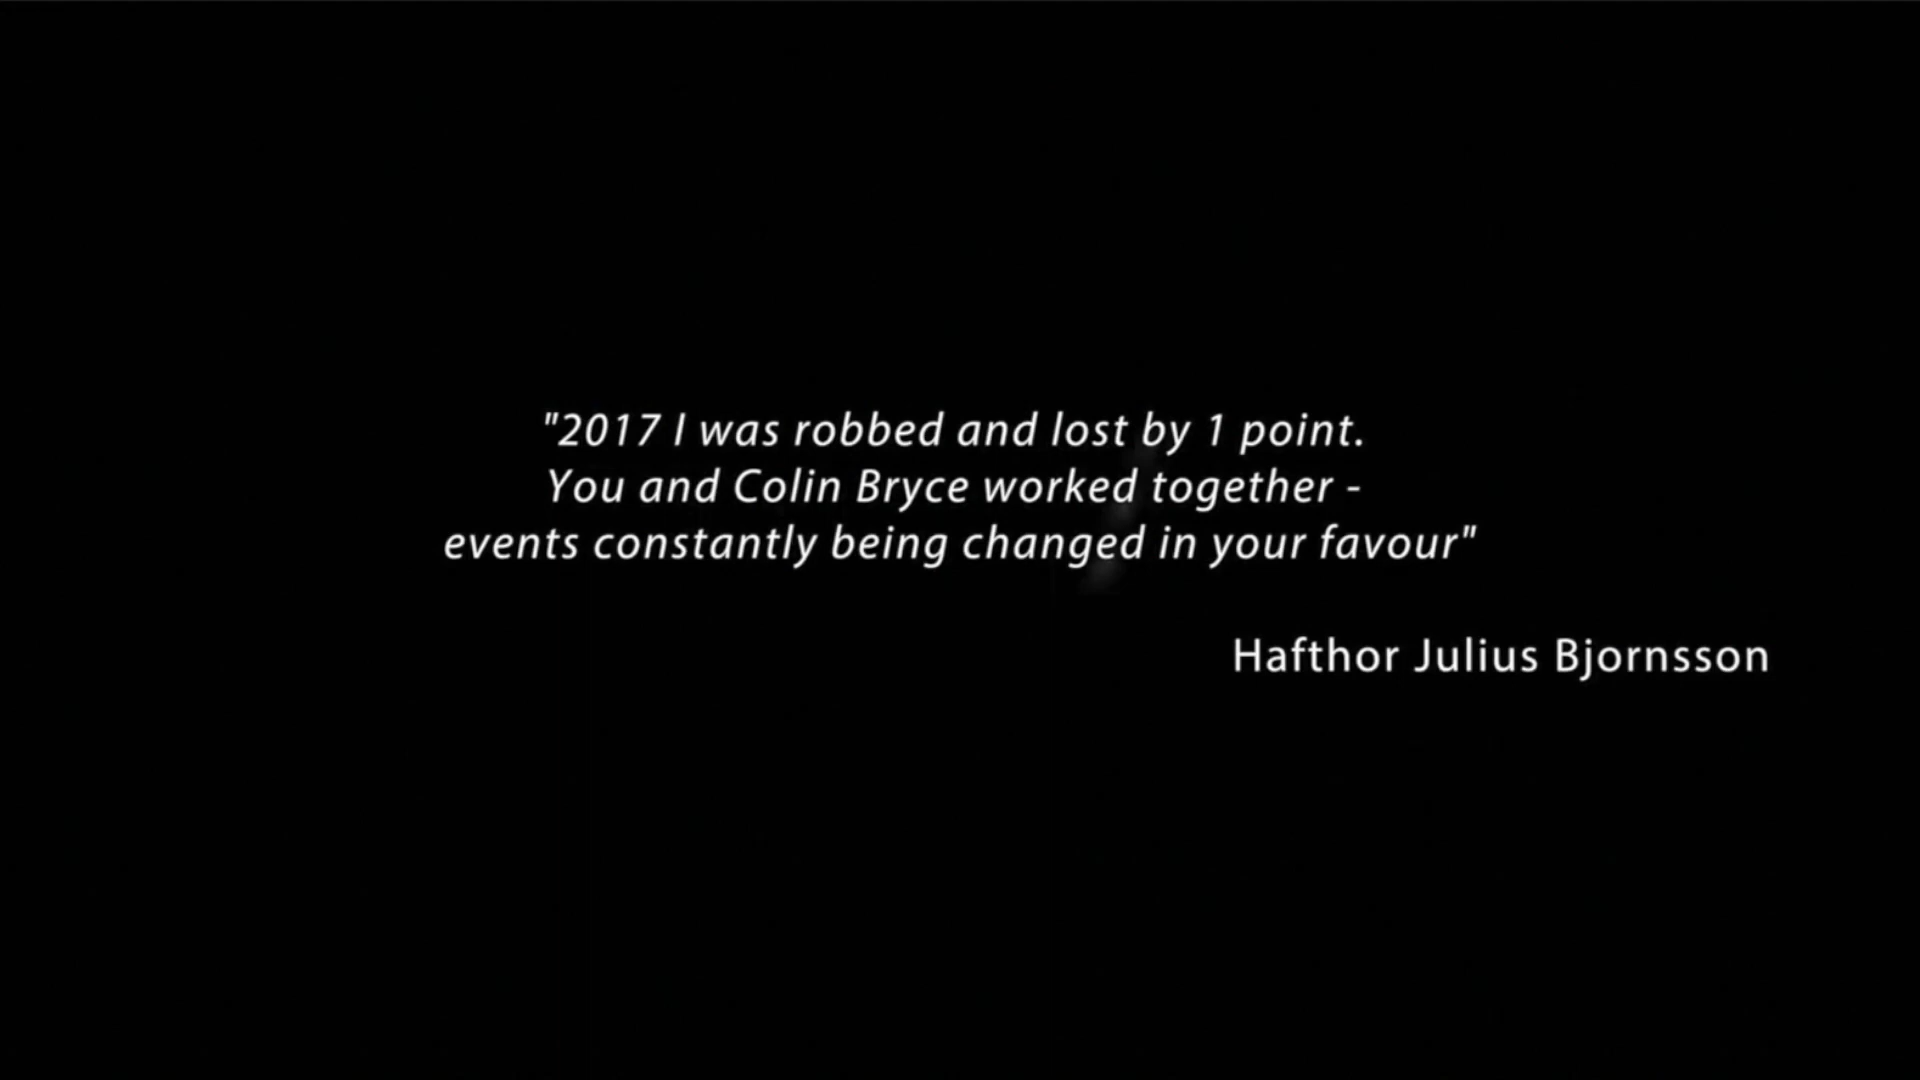 "2017 I was robbed and lost by 1 point.
You and Colin Bryce worked together -
events constantly being changed in your favour"
Hafthor Julius Bjornsson